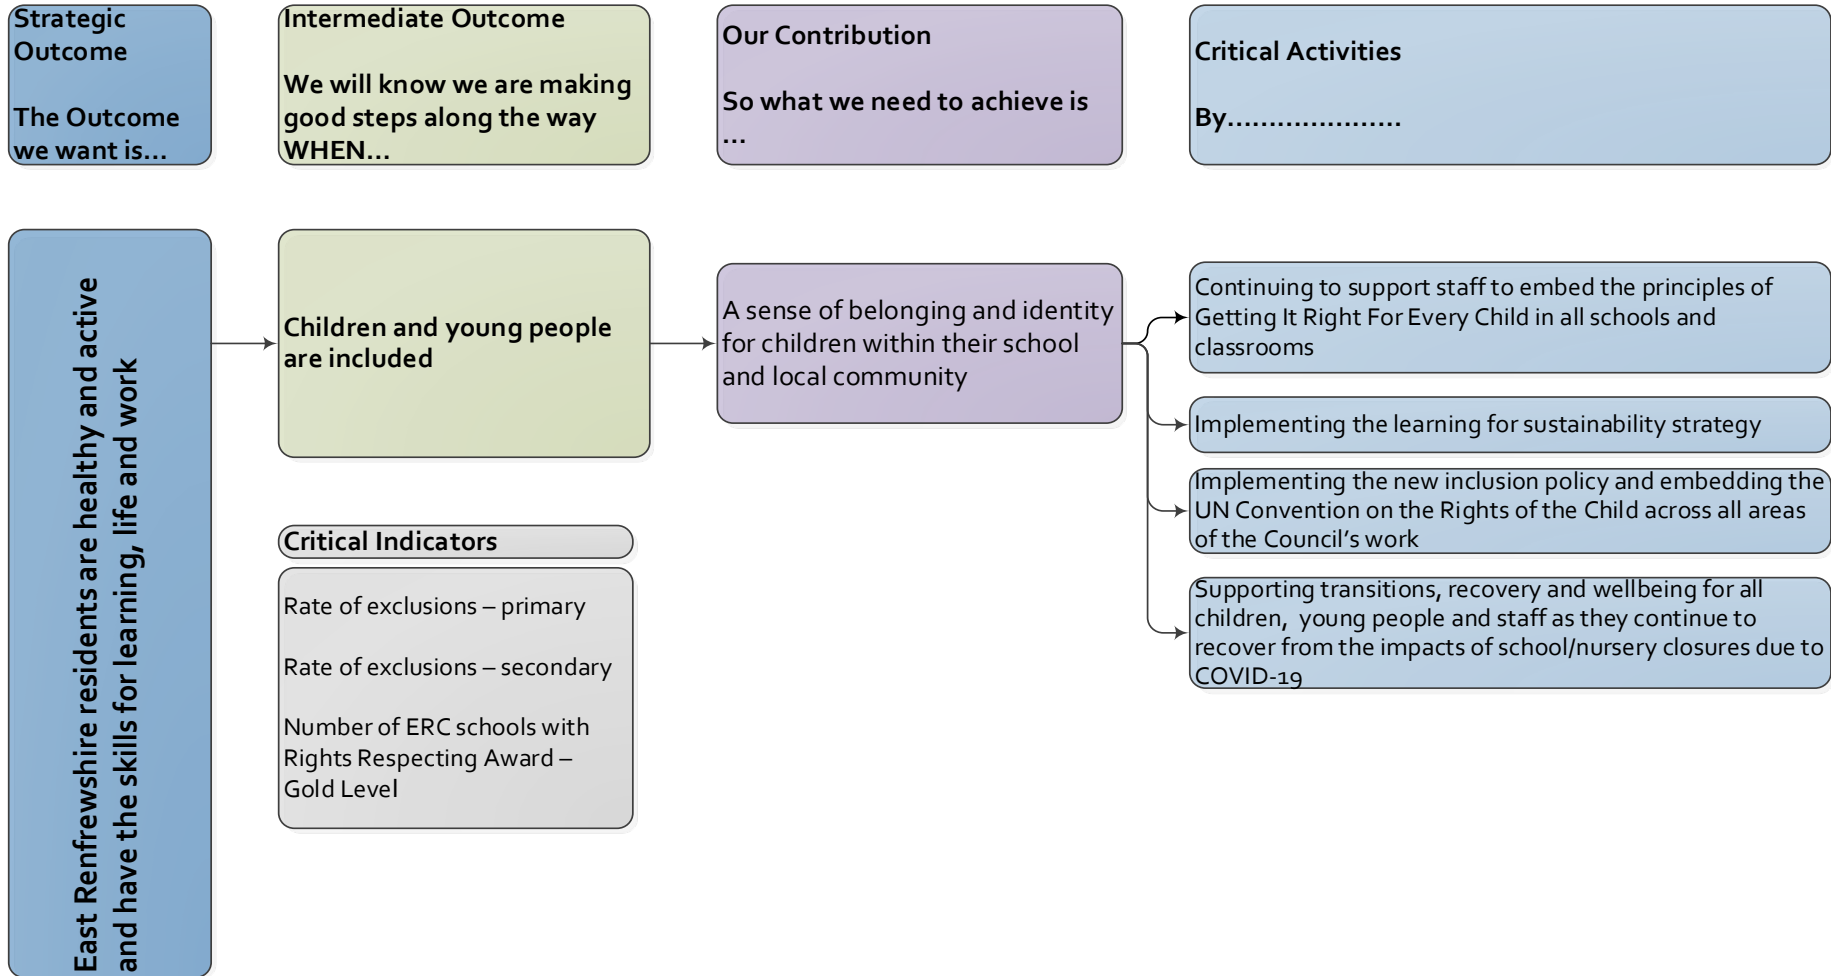 Strategic
Outcome
The Outcome
we want is...
Intermediate Outcome
We will know we are making
good steps along the way
WHEN...
Our Contribution
So what we need to achieve is
...
Critical Activities
By.....................
East Renfrewshire residents are healthy and active
and have the skills for learning, life and work
Children and young people
are included
A sense of belonging and identity
for children within their school
and local community
Continuing to support staff to embed the principles of
Getting It Right For Every Child in all schools and
classrooms
Implementing the learning for sustainability strategy
Implementing the new inclusion policy and embedding the
UN Convention on the Rights of the Child across all areas
of the Council’s work
Supporting transitions, recovery and wellbeing for all
children,  young people and staff as they continue to
recover from the impacts of school/nursery closures due to
COVID-19
Critical Indicators
Rate of exclusions – primary
Rate of exclusions – secondary
Number of ERC schools with
Rights Respecting Award –
Gold Level